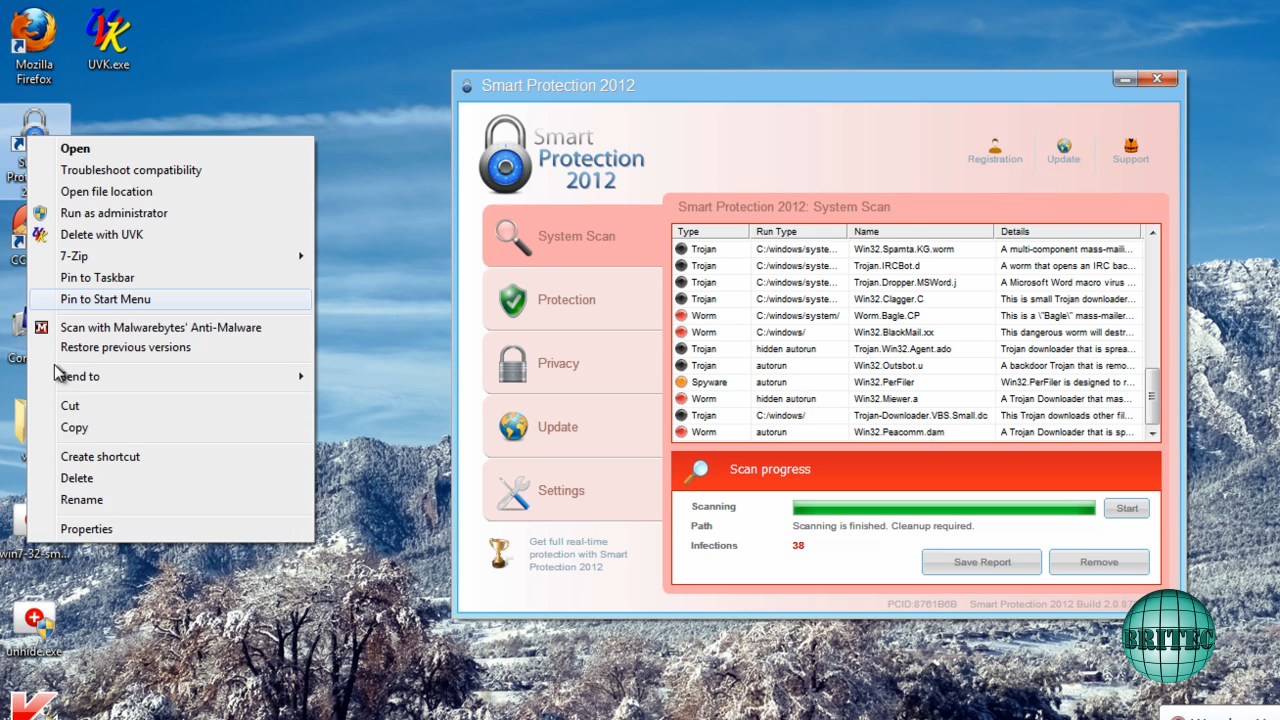 Mozilla
Firefox
UVK.exe
Open
Troubleshoot compatibility
Open file location
Run as administrator
Delete with UVK
7-Zip
Pin to Taskbar
Pin to Start Menu
Scan with Malwarebytes' Anti-Malware
Restore previous versions
end to
Cut
Copy
Create shortcut
Delete
Rename
Properties
win7-32-sm...
unhide.exe
Smart Protection 2012
Smart
Protection
2012
Registration
Update
Support
System Scan
Protection
Privacy
Update
Settings
Get full real-time
protection with Smart
Protection 2012
Smart Protection 2012: System Scan
Type Run Type Name Details
Trojan C:/windows/syste... Win32.Spamta.KG.worm A multi-component mass-maili...
Trojan C:/windows/syste... Trojan.IRCBot.d A worm that opens an IRC bac...
Trojan C:/windows/syste... Trojan.Dropper.MSWord.j A Microsoft Word macro virus ...
Trojan C:/windows/syste... Win32.Clagger.C This is small Trojan downloader...
Worm C:/windows/system/ Worm.Bagle.CP This is a \"Bagle\" mass-mailer...
Worm C:/windows/ Win32.BlackMail.xx This dangerous worm will destr...
Trojan hidden autorun Trojan.Win32.Agent.ado Trojan downloader that is sprea...
Trojan autorun Win32.Outsbot.u A backdoor Trojan that is remo...
Spyware autorun Win32.PerFiler Win32.PerFiler is designed to r...
Worm hidden autorun Win32.Miewer.a A Trojan Downloader that mas...
Trojan C:/windows/ Trojan-Downloader.VBS.Small.dc This Trojan downloads other fil...
Worm autorun Win32.Peacomm.dam A Trojan Downloader that is sp...
Scan progress
Scanning Start
Path Scanning is finished. Cleanup required.
Infections 38
Save Report Remove
PCID:8761B6B Smart Protection 2012 Build 2.0.87
BRITEC